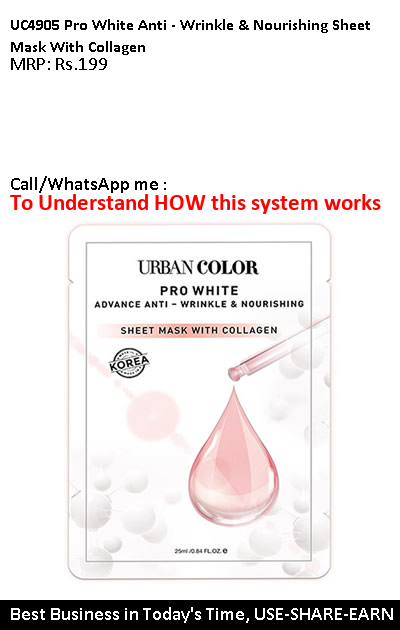 UC4905 Pro White Anti - Wrinkle & Nourishing Sheet
Mask With Collagen
MRP: Rs.199
Call/WhatsApp me :
To Understand HOW this system works
URBAN COLOR
PRO WHITE
ADVANCE ANTI – WRINKLE & NOURISHING
SHEET MASK WITH COLLAGEN
MADE IN
KOREA
25ml /0.84 FL.OZ. e
Best Business in Today's Time, USE-SHARE-EARN